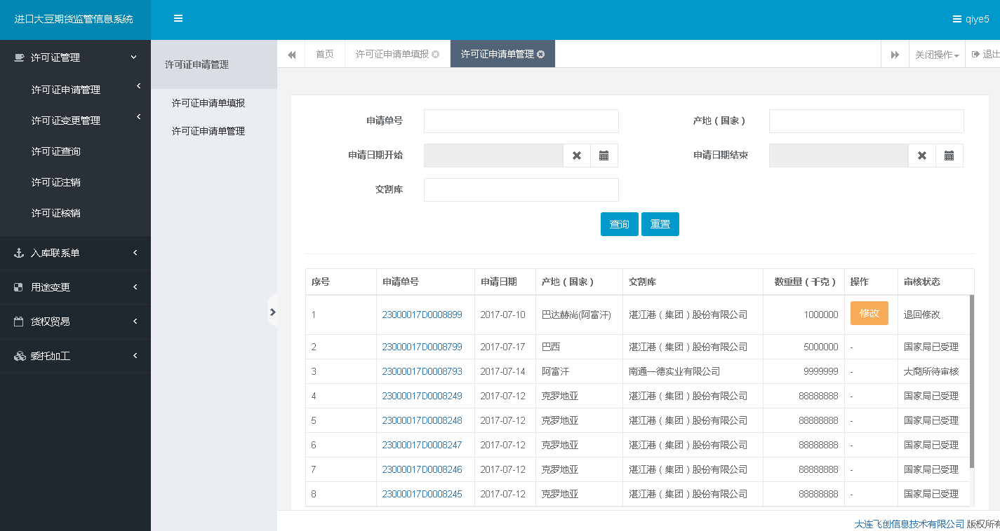 进口大豆期货监管信息系统
qiye5
许可证管理
许可证申请管理
许可证变更管理
许可证查询
许可证注销
许可证核销
入库联系单
用途变更
货权贸易
委托加工
许可证申请管理
许可证申请单填报
许可证申请单管理
首页 许可证申请单填报 许可证申请单管理 关闭操作 退出
申请单号 产地（国家）
申请日期开始 申请日期结束
交割库
查询 重置
序号 申请单号 申请日期 产地（国家） 交割库 数重量（千克） 操作 审核状态
1 23000017D0008899 2017-07-10 巴达赫尚(阿富汗) 湛江港（集团）股份有限公司 1000000 修改 退回修改
2 23000017D0008799 2017-07-17 巴西 湛江港（集团）股份有限公司 5000000 - 国家局已受理
3 23000017D0008793 2017-07-14 阿富汗 南通一德实业有限公司 9999999 - 大商所待审核
4 23000017D0008249 2017-07-12 克罗地亚 湛江港（集团）股份有限公司 88888888 - 国家局已受理
5 23000017D0008248 2017-07-12 克罗地亚 湛江港（集团）股份有限公司 88888888 - 国家局已受理
6 23000017D0008247 2017-07-12 克罗地亚 湛江港（集团）股份有限公司 88888888 - 国家局已受理
7 23000017D0008246 2017-07-12 克罗地亚 湛江港（集团）股份有限公司 88888888 - 国家局已受理
8 23000017D0008245 2017-07-12 克罗地亚 湛江港（集团）股份有限公司 88888888 - 国家局已受理
大连飞创信息技术有限公司 版权所有